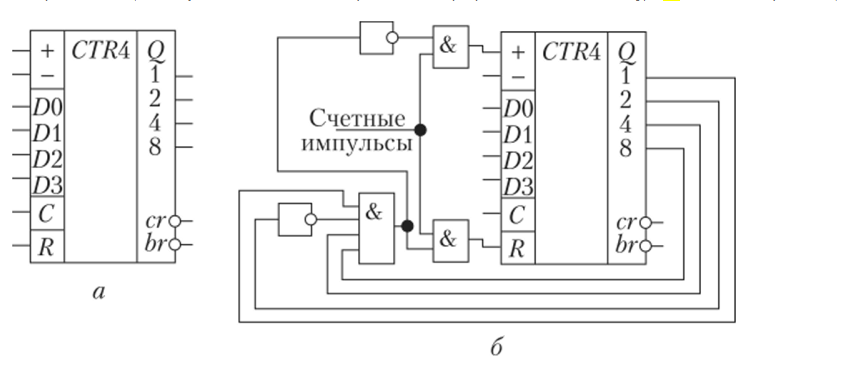 + CTR4 Q
− 1
2
D0
D1 4
D2 8
D3
C cr
R br
а
&
Счетные
импульсы
&
&
+ CTR4 Q
− 1
D0 2
D1 4
D2 8
D3
C cr
R br
б